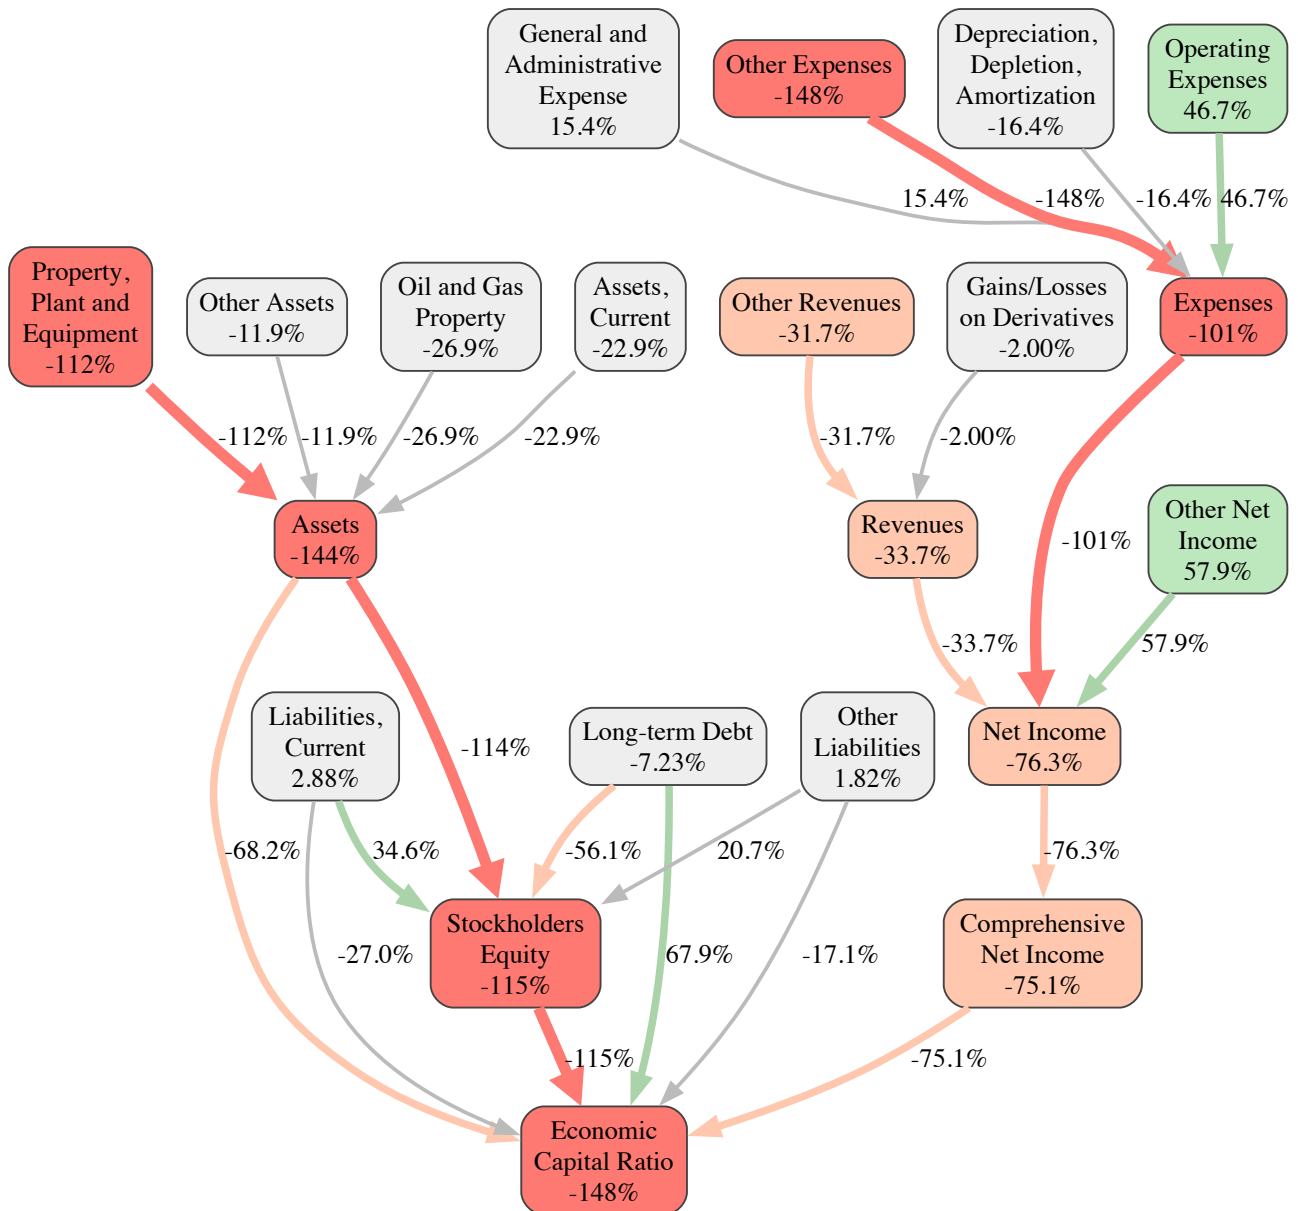 General and
Administrative
Expense
15.4%
Other Expenses
-148%
Depreciation,
Depletion,
Amortization
-16.4%
Operating
Expenses
46.7%
15.4%
-148%
-16.4%
46.7%
Property,
Plant and
Equipment
-112%
Other Assets
-11.9%
Oil and Gas
Property
-26.9%
Assets,
Current
-22.9%
Other Revenues
-31.7%
Gains/Losses
on Derivatives
-2.00%
Expenses
-101%
-112%
-11.9%
-26.9%
-22.9%
-31.7%
-2.00%
Assets
-144%
Revenues
-33.7%
-101%
Other Net
Income
57.9%
-33.7%
57.9%
Liabilities,
Current
2.88%
-114%
Long-term Debt
-7.23%
Other
Liabilities
1.82%
Net Income
-76.3%
-68.2%
34.6%
-56.1%
20.7%
-76.3%
Stockholders
Equity
-115%
-27.0%
67.9%
-17.1%
Comprehensive
Net Income
-75.1%
-115%
-75.1%
Economic
Capital Ratio
-148%